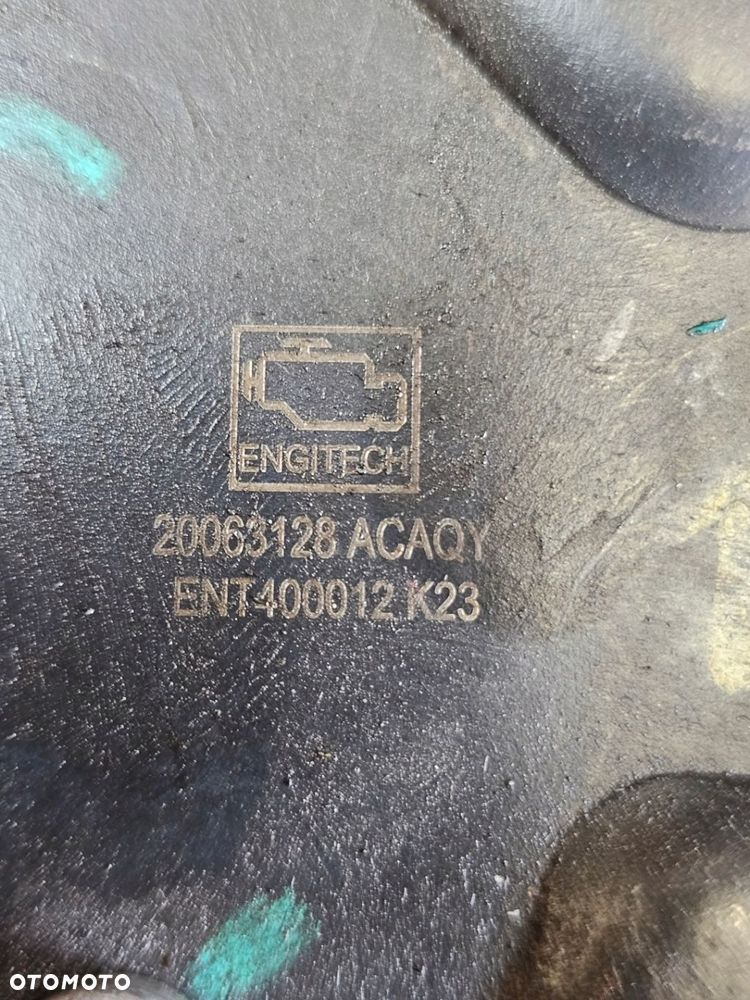 ENGITECH
20063128 ACAQY
ENT400012 K23
OTOMOTO